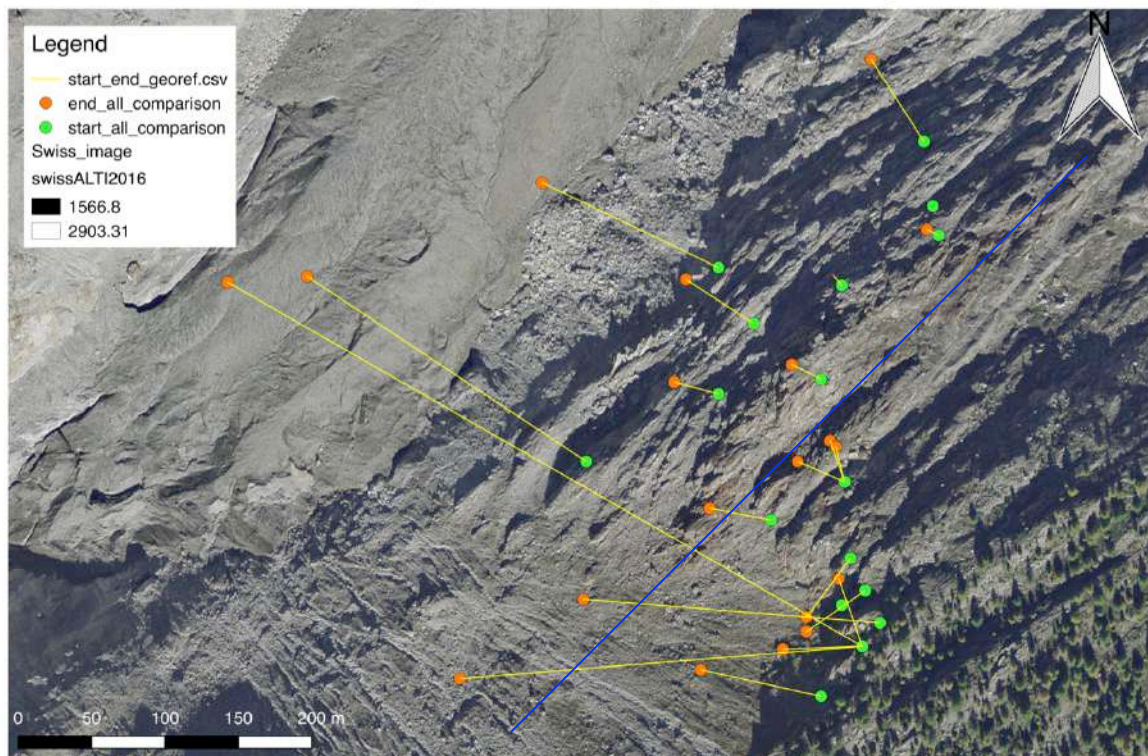 N
Legend
start_end_georef.csv
end_all_comparison
start_all_comparison
Swiss_image
swissALTI2016
1566.8
2903.31
0 50 100 150 200 m